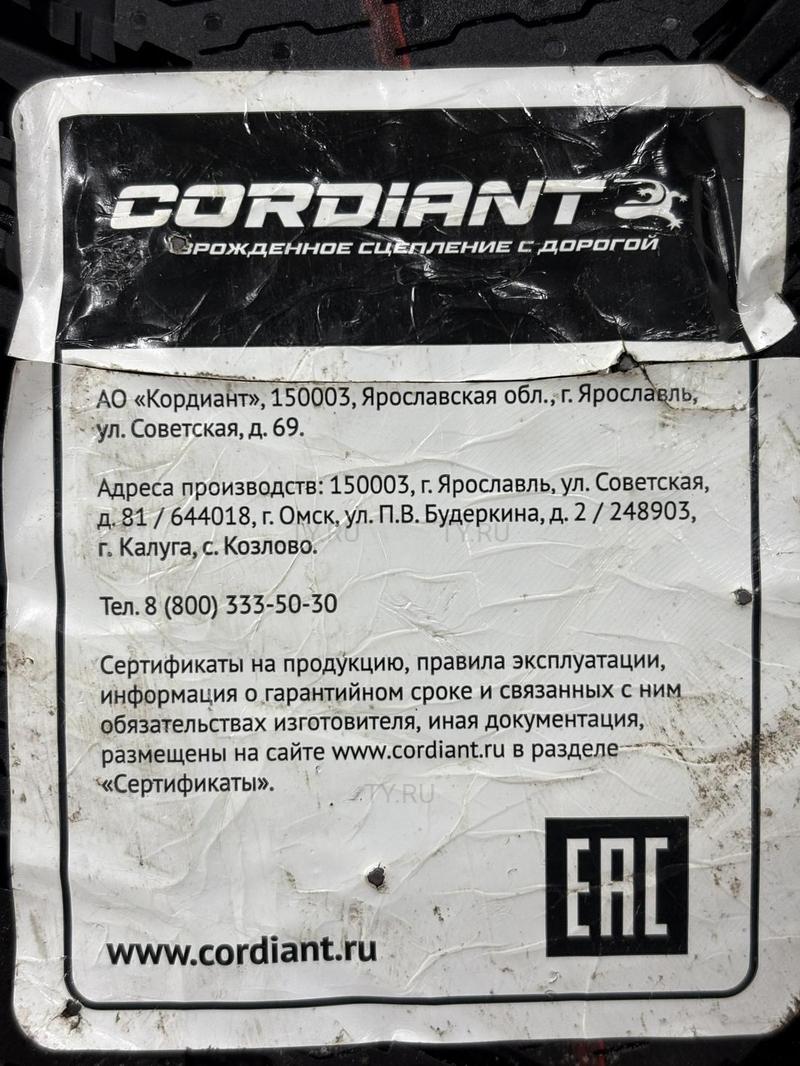 CORDIANT
ВРОЖДЕННОЕ СЦЕПЛЕНИЕ С ДОРОГОЙ
АО «Кордиант», 150003, Ярославская обл., г. Ярославль,
ул. Советская, д. 69.
Адреса производств: 150003, г. Ярославль, ул. Советская,
д. 81 / 644018, г. Омск, ул. П.В. Будеркина, д. 2 / 248903,
г. Калуга, с. Козлово.
Тел. 8 (800) 333-50-30
Сертификаты на продукцию, правила эксплуатации,
информация о гарантийном сроке и связанных с ним
обязательствах изготовителя, иная документация,
размещены на сайте www.cordiant.ru в разделе
«Сертификаты».
TY.RU
EAC
www.cordiant.ru